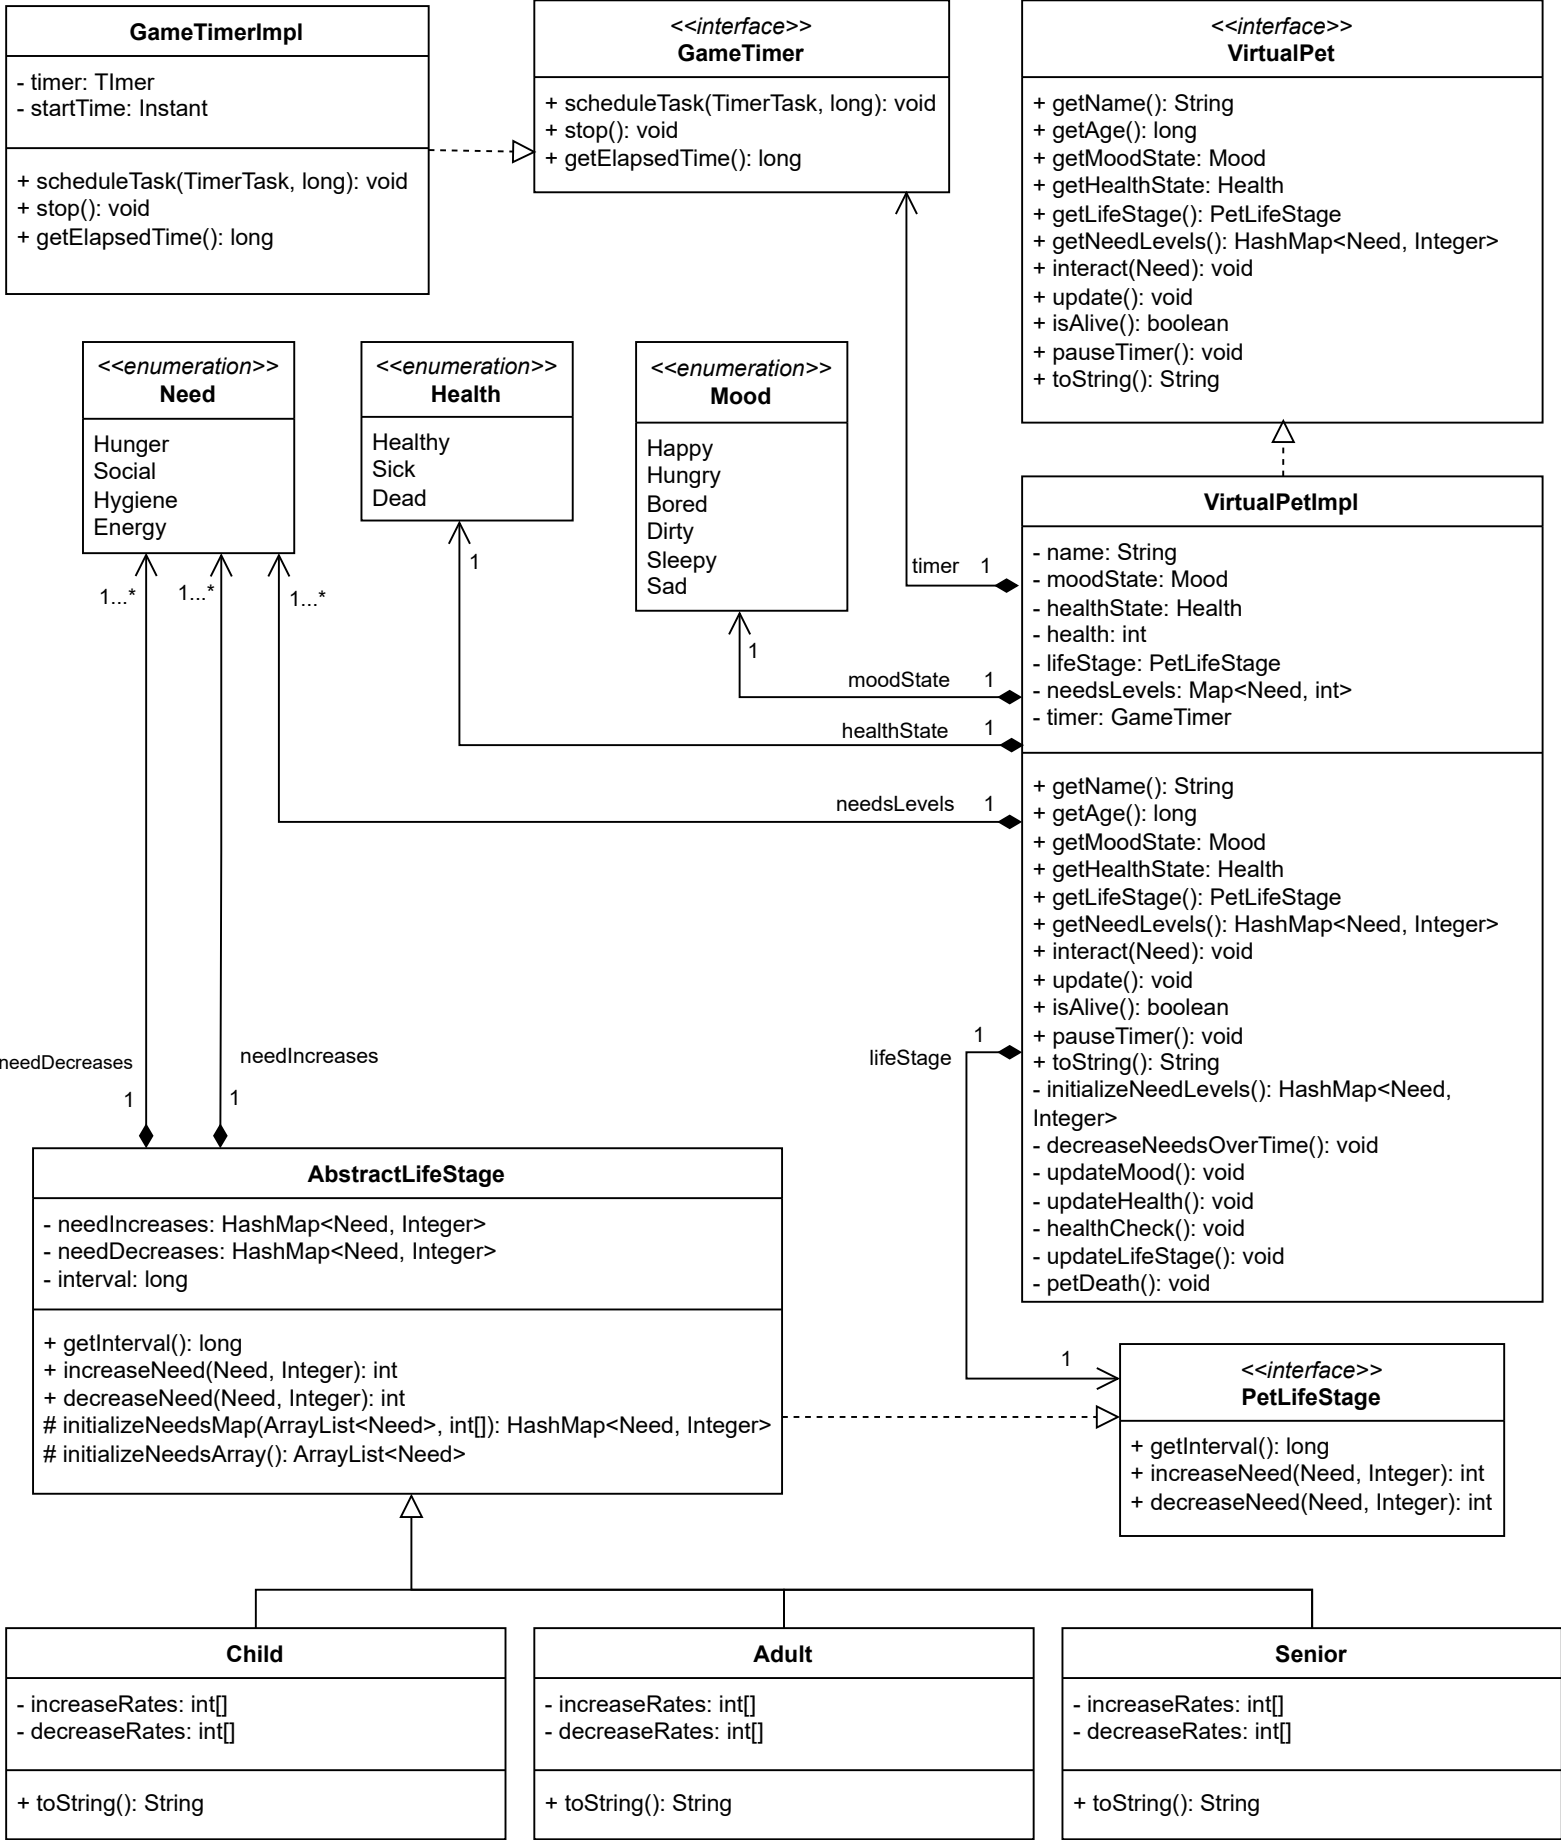 GameTimerImpl
- timer: TImer
- startTime: Instant
+ scheduleTask(TimerTask, long): void
+ stop(): void
+ getElapsedTime(): long
<<interface>>
GameTimer
+ scheduleTask(TimerTask, long): void
+ stop(): void
+ getElapsedTime(): long
<<interface>>
VirtualPet
+ getName(): String
+ getAge(): long
+ getMoodState: Mood
+ getHealthState: Health
+ getLifeStage(): PetLifeStage
+ getNeedLevels(): HashMap<Need, Integer>
+ interact(Need): void
+ update(): void
+ isAlive(): boolean
+ pauseTimer(): void
+ toString(): String
<<enumeration>>
Need
Hunger
Social
Hygiene
Energy
<<enumeration>>
Health
Healthy
Sick
Dead
<<enumeration>>
Mood
Happy
Hungry
Bored
Dirty
Sleepy
Sad
VirtualPetImpl
- name: String
- moodState: Mood
- healthState: Health
- health: int
- lifeStage: PetLifeStage
- needsLevels: Map<Need, int>
- timer: GameTimer
+ getName(): String
+ getAge(): long
+ getMoodState: Mood
+ getHealthState: Health
+ getLifeStage(): PetLifeStage
+ getNeedLevels(): HashMap<Need, Integer>
+ interact(Need): void
+ update(): void
+ isAlive(): boolean
+ pauseTimer(): void
+ toString(): String
- initializeNeedLevels(): HashMap<Need,
Integer>
- decreaseNeedsOverTime(): void
- updateMood(): void
- updateHealth(): void
- healthCheck(): void
- updateLifeStage(): void
- petDeath(): void
timer 1
1
moodState 1
1
healthState 1
1...*
1...*
1...*
needsLevels 1
lifeStage
1
1
needDecreases
1
needIncreases
1
AbstractLifeStage
- needIncreases: HashMap<Need, Integer>
- needDecreases: HashMap<Need, Integer>
- interval: long
+ getInterval(): long
+ increaseNeed(Need, Integer): int
+ decreaseNeed(Need, Integer): int
# initializeNeedsMap(ArrayList<Need>, int[]): HashMap<Need, Integer>
# initializeNeedsArray(): ArrayList<Need>
<<interface>>
PetLifeStage
+ getInterval(): long
+ increaseNeed(Need, Integer): int
+ decreaseNeed(Need, Integer): int
Child
- increaseRates: int[]
- decreaseRates: int[]
+ toString(): String
Adult
- increaseRates: int[]
- decreaseRates: int[]
+ toString(): String
Senior
- increaseRates: int[]
- decreaseRates: int[]
+ toString(): String